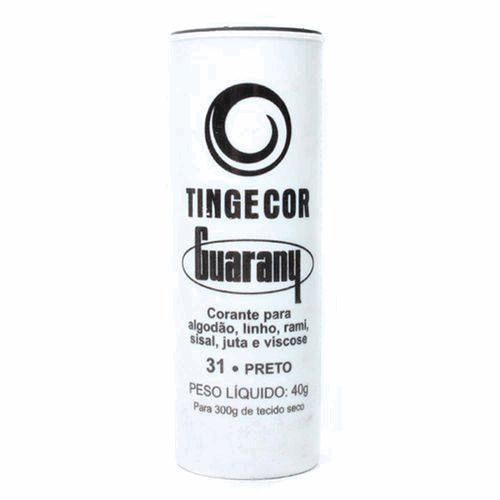 TINGECOR
Guarany
Corante para
algodão, linho, rami,
sisal, juta e viscose
31 • PRETO
PESO LÍQUIDO: 40g
Para 300g de tecido seco